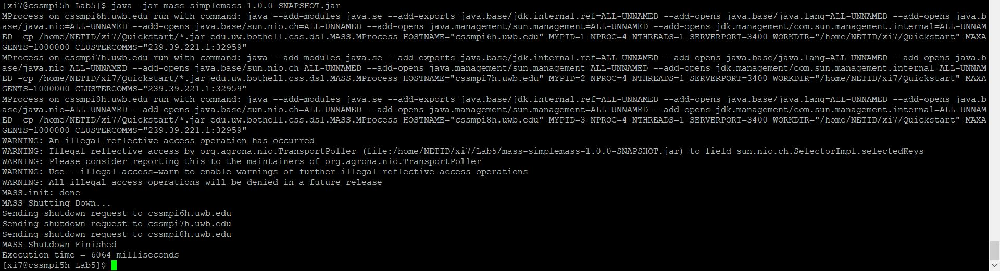 [xi7@cssmpi5h Lab5]$ java -jar mass-simplemass-1.0.0-SNAPSHOT.jar
MProcess on cssmpi6h.uwb.edu run with command: java --add-modules java.se --add-exports java.base/jdk.internal.ref=ALL-UNNAMED --add-opens java.base/java.lang=ALL-UNNAMED --add-opens java.b
ase/java.nio=ALL-UNNAMED --add-opens java.base/sun.nio.ch=ALL-UNNAMED --add-opens java.management/sun.management=ALL-UNNAMED --add-opens jdk.management/com.sun.management.internal=ALL-UNNAM
ED -cp /home/NETID/xi7/Quickstart/*.jar edu.uw.bothell.css.dsl.MASS.MProcess HOSTNAME="cssmpi6h.uwb.edu" MYPID=1 NPROC=4 NTHREADS=1 SERVERPORT=3400 WORKDIR="/home/NETID/xi7/Quickstart" MAXA
GENTS=1000000 CLUSTERCOMMS="239.39.221.1:32959"
MProcess on cssmpi7h.uwb.edu run with command: java --add-modules java.se --add-exports java.base/jdk.internal.ref=ALL-UNNAMED --add-opens java.base/java.lang=ALL-UNNAMED --add-opens java.b
ase/java.nio=ALL-UNNAMED --add-opens java.base/sun.nio.ch=ALL-UNNAMED --add-opens java.management/sun.management=ALL-UNNAMED --add-opens jdk.management/com.sun.management.internal=ALL-UNNAM
ED -cp /home/NETID/xi7/Quickstart/*.jar edu.uw.bothell.css.dsl.MASS.MProcess HOSTNAME="cssmpi7h.uwb.edu" MYPID=2 NPROC=4 NTHREADS=1 SERVERPORT=3400 WORKDIR="/home/NETID/xi7/Quickstart" MAXA
GENTS=1000000 CLUSTERCOMMS="239.39.221.1:32959"
MProcess on cssmpi8h.uwb.edu run with command: java --add-modules java.se --add-exports java.base/jdk.internal.ref=ALL-UNNAMED --add-opens java.base/java.lang=ALL-UNNAMED --add-opens java.b
ase/java.nio=ALL-UNNAMED --add-opens java.base/sun.nio.ch=ALL-UNNAMED --add-opens java.management/sun.management=ALL-UNNAMED --add-opens jdk.management/com.sun.management.internal=ALL-UNNAM
ED -cp /home/NETID/xi7/Quickstart/*.jar edu.uw.bothell.css.dsl.MASS.MProcess HOSTNAME="cssmpi8h.uwb.edu" MYPID=3 NPROC=4 NTHREADS=1 SERVERPORT=3400 WORKDIR="/home/NETID/xi7/Quickstart" MAXA
GENTS=1000000 CLUSTERCOMMS="239.39.221.1:32959"
WARNING: An illegal reflective access operation has occurred
WARNING: Illegal reflective access by org.agrona.nio.TransportPoller (file:/home/NETID/xi7/Lab5/mass-simplemass-1.0.0-SNAPSHOT.jar) to field sun.nio.ch.SelectorImpl.selectedKeys
WARNING: Please consider reporting this to the maintainers of org.agrona.nio.TransportPoller
WARNING: Use --illegal-access=warn to enable warnings of further illegal reflective access operations
WARNING: All illegal access operations will be denied in a future release
MASS.init: done
MASS Shutting Down...
Sending shutdown request to cssmpi6h.uwb.edu
Sending shutdown request to cssmpi7h.uwb.edu
Sending shutdown request to cssmpi8h.uwb.edu
MASS Shutdown Finished
Execution time = 6064 milliseconds
[xi7@cssmpi5h Lab5]$